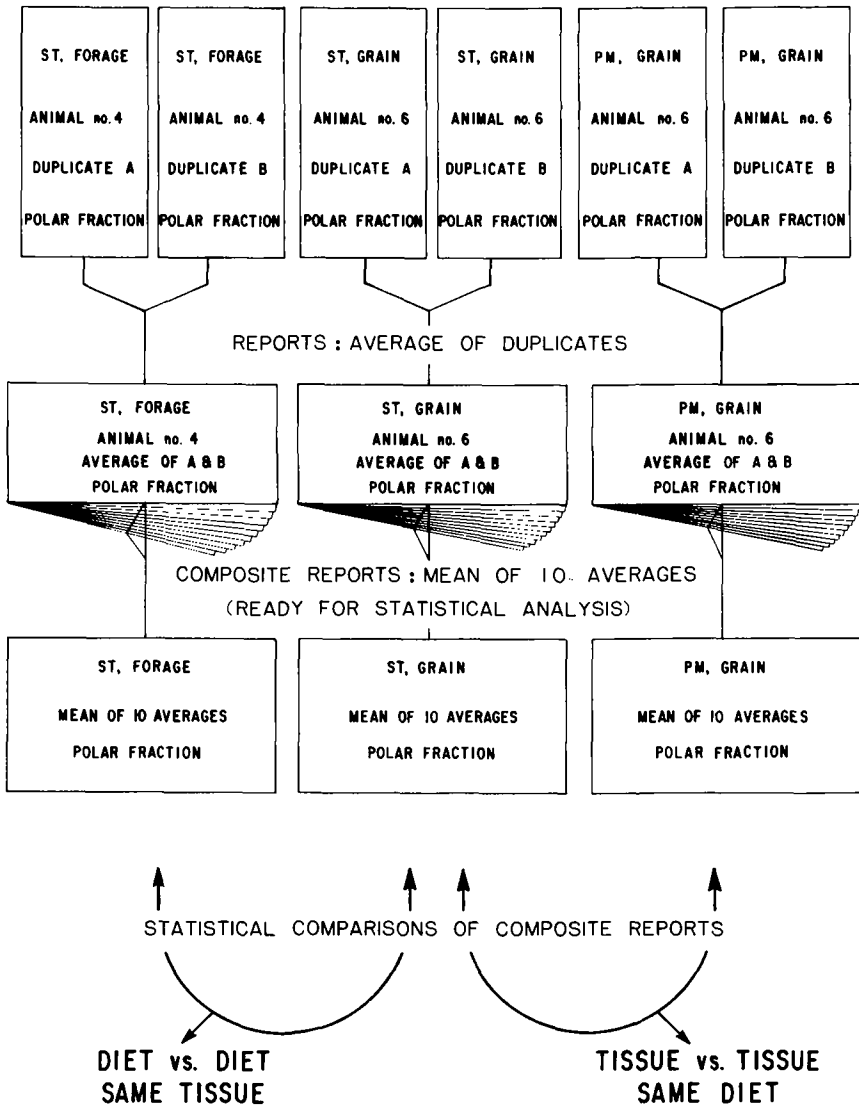 ST, FORAGE
ANIMAL no. 4
DUPLICATE A
POLAR FRACTION
ST, FORAGE
ANIMAL no. 4
DUPLICATE B
POLAR FRACTION
ST, GRAIN
ANIMAL no. 6
DUPLICATE A
POLAR FRACTION
ST, GRAIN
ANIMAL no. 6
DUPLICATE B
POLAR FRACTION
PM, GRAIN
ANIMAL no. 6
DUPLICATE A
POLAR FRACTION
PM, GRAIN
ANIMAL no. 6
DUPLICATE B
POLAR FRACTION
REPORTS : AVERAGE OF DUPLICATES
ST, FORAGE
ANIMAL no. 4
AVERAGE OF A & B
POLAR FRACTION
ST, GRAIN
ANIMAL no. 6
AVERAGE OF A & B
POLAR FRACTION
PM, GRAIN
ANIMAL no. 6
AVERAGE OF A & B
POLAR FRACTION
COMPOSITE REPORTS : MEAN OF 10 AVERAGES
(READY FOR STATISTICAL ANALYSIS)
ST, FORAGE
MEAN OF 10 AVERAGES
POLAR FRACTION
ST, GRAIN
MEAN OF 10 AVERAGES
POLAR FRACTION
PM, GRAIN
MEAN OF 10 AVERAGES
POLAR FRACTION
STATISTICAL COMPARISONS OF COMPOSITE REPORTS
DIET vs. DIET
SAME TISSUE
TISSUE vs. TISSUE
SAME DIET